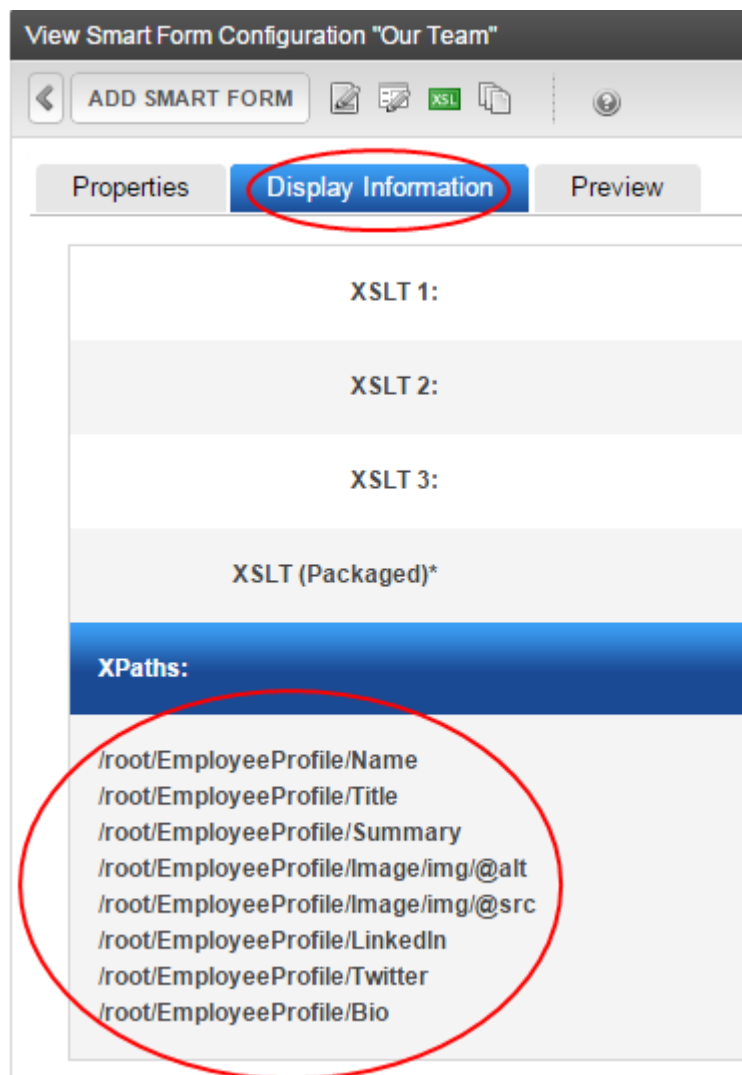 View Smart Form Configuration "Our Team"
ADD SMART FORM XSL
Properties Display Information Preview
XSLT 1:
XSLT 2:
XSLT 3:
XSLT (Packaged)*
XPaths:
/root/EmployeeProfile/Name
/root/EmployeeProfile/Title
/root/EmployeeProfile/Summary
/root/EmployeeProfile/Image/img/@alt
/root/EmployeeProfile/Image/img/@src
/root/EmployeeProfile/LinkedIn
/root/EmployeeProfile/Twitter
/root/EmployeeProfile/Bio